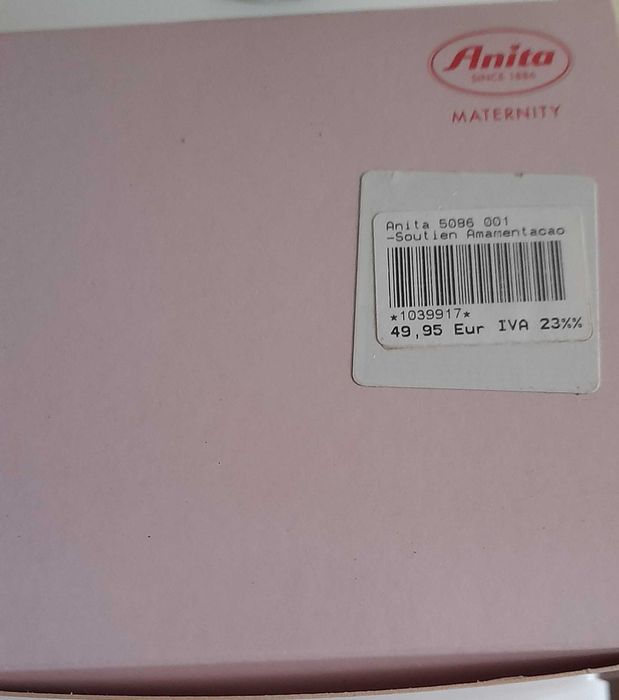 Anita
SINCE 1886
MATERNITY
Anita 5086 001
-Soutien Amamentacao
*1039917*
49,95 Eur IVA 23%%